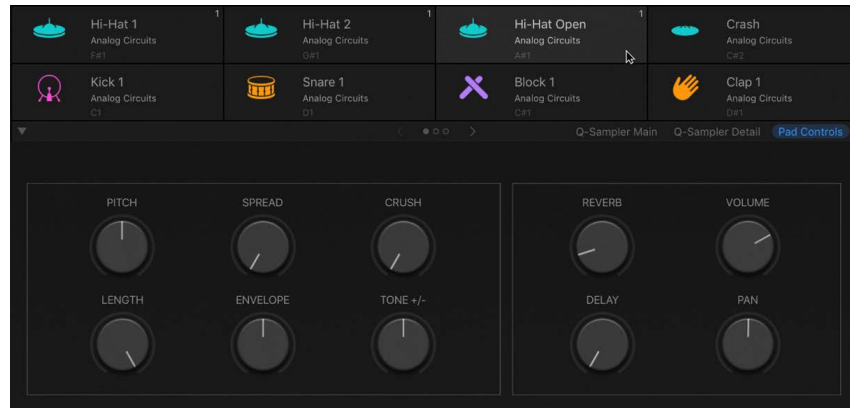 Hi-Hat 1
1
Analog Circuits
F#1
Hi-Hat 2
1
Analog Circuits
G#1
Hi-Hat Open
1
Analog Circuits
A#1
Crash
Analog Circuits
C#2
Kick 1
Analog Circuits
C1
Snare 1
Analog Circuits
D1
Block 1
Analog Circuits
C#1
Clap 1
Analog Circuits
D#1
Q-Sampler Main
Q-Sampler Detail
Pad Controls
PITCH
SPREAD
CRUSH
REVERB
VOLUME
LENGTH
ENVELOPE
TONE +/-
DELAY
PAN